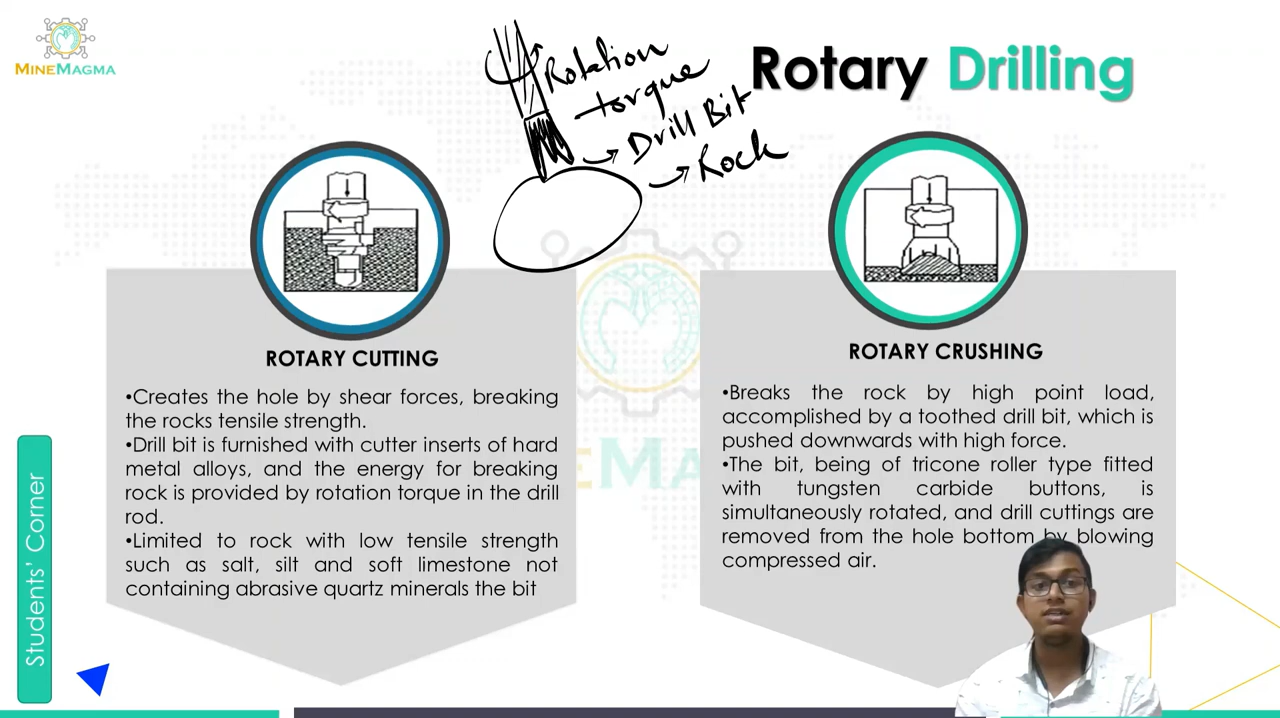 MINEMAGMA
Rotation
torque
Drill Bit
Rock
Rotary Drilling
ROTARY CUTTING
•Creates the hole by shear forces, breaking
the rocks tensile strength.
•Drill bit is furnished with cutter inserts of hard
metal alloys, and the energy for breaking
rock is provided by rotation torque in the drill
rod.
•Limited to rock with low tensile strength
such as salt, silt and soft limestone not
containing abrasive quartz minerals the bit
ROTARY CRUSHING
•Breaks the rock by high point load,
accomplished by a toothed drill bit, which is
pushed downwards with high force.
•The bit, being of tricone roller type fitted
with tungsten carbide buttons, is
simultaneously rotated, and drill cuttings are
removed from the hole bottom by blowing
compressed air.
NE MAGM
Students' Corner